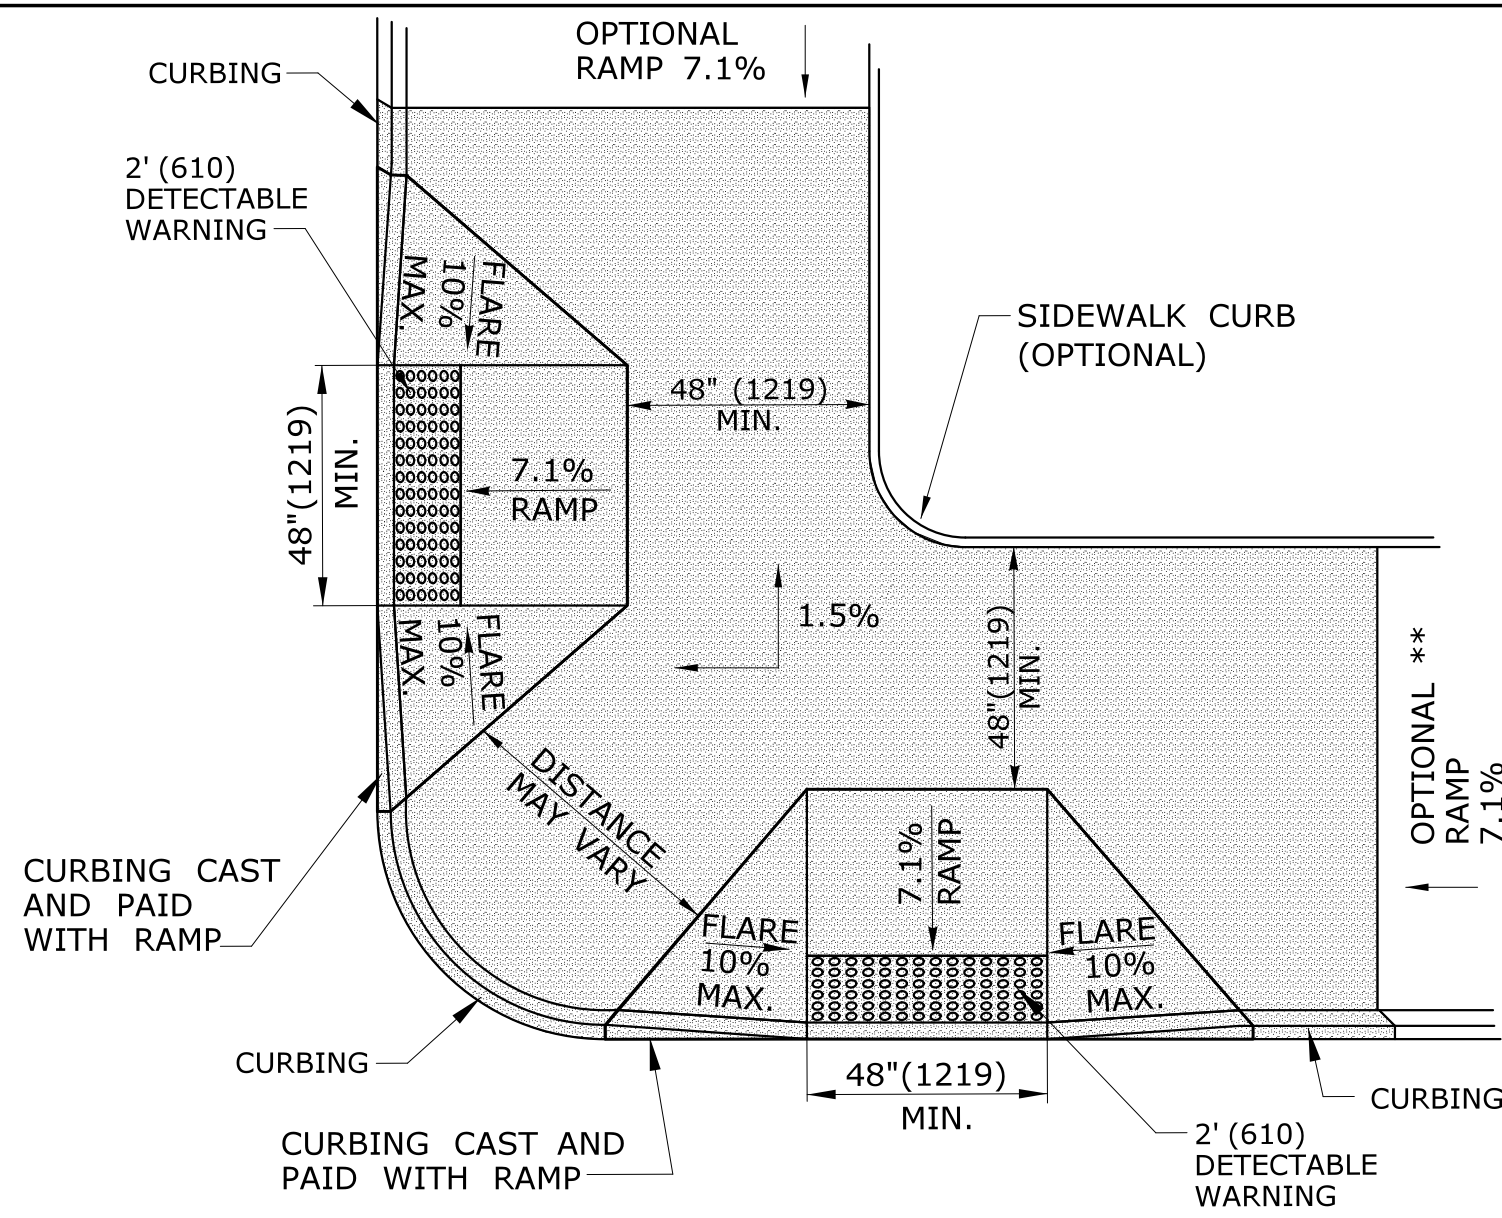 OPTIONAL
RAMP 7.1%
CURBING
2' (610)
DETECTABLE
WARNING
FLARE
10%
MAX.
SIDEWALK CURB
(OPTIONAL)
48" (1219)
MIN.
48"(1219)
MIN.
7.1%
RAMP
1.5%
FLARE
10%
MAX.
48"(1219)
MIN.
OPTIONAL **
RAMP
7.1%
DISTANCE
MAY VARY
7.1%
RAMP
CURBING CAST
AND PAID
WITH RAMP
FLARE
10%
MAX.
FLARE
10%
MAX.
CURBING
48"(1219)
MIN.
CURBING
CURBING CAST AND
PAID WITH RAMP
2' (610)
DETECTABLE
WARNING